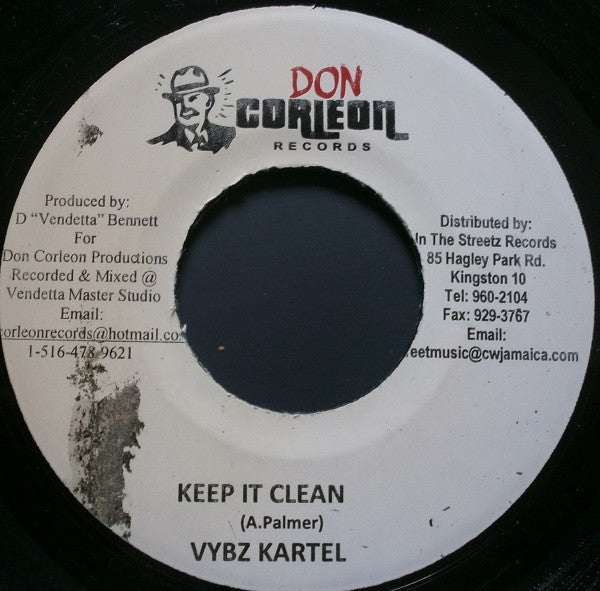 DON
CORLEON
RECORDS
Produced by:
D “Vendetta” Bennett
For
Don Corleon Productions
Recorded & Mixed @
Vendetta Master Studio
Email:
orleonrecords@hotmail.co
1-516-478 9621
Distributed by:
In The Streetz Records
85 Hagley Park Rd.
Kingston 10
Tel: 960-2104
Fax: 929-3767
Email:
reetmusic@cwjamaica.com
KEEP IT CLEAN
(A.Palmer)
VYBZ KARTEL